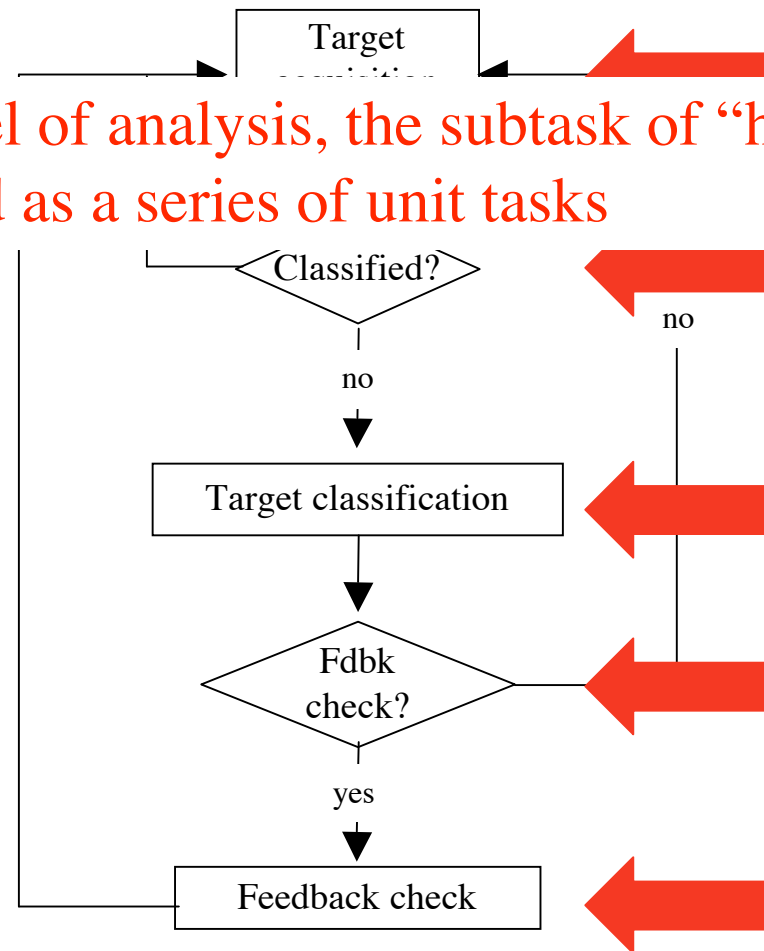 Target
acquisition
el of analysis, the subtask of “h
d as a series of unit tasks
Classified?
no
no
Target classification
Fdbk
check?
yes
Feedback check